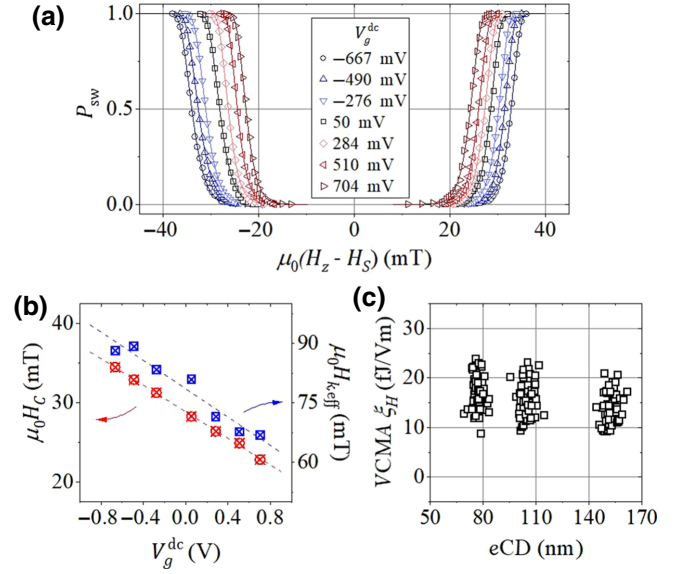 (a)
1.0
0.5
0.0
P_sw
V_g^dc
−667 mV
−490 mV
−276 mV
50 mV
284 mV
510 mV
704 mV
−40 −20 0 20 40
μ₀(H_z - H_S) (mT)
(b)
40
30
20
μ₀H_C (mT)
90
75
60
μ₀H_k,eff (mT)
−0.8 −0.4 0.0 0.4 0.8
V_g^dc (V)
(c)
30
20
10
0
VCMA ξ_H (fJ/Vm)
50 80 110 140 170
eCD (nm)